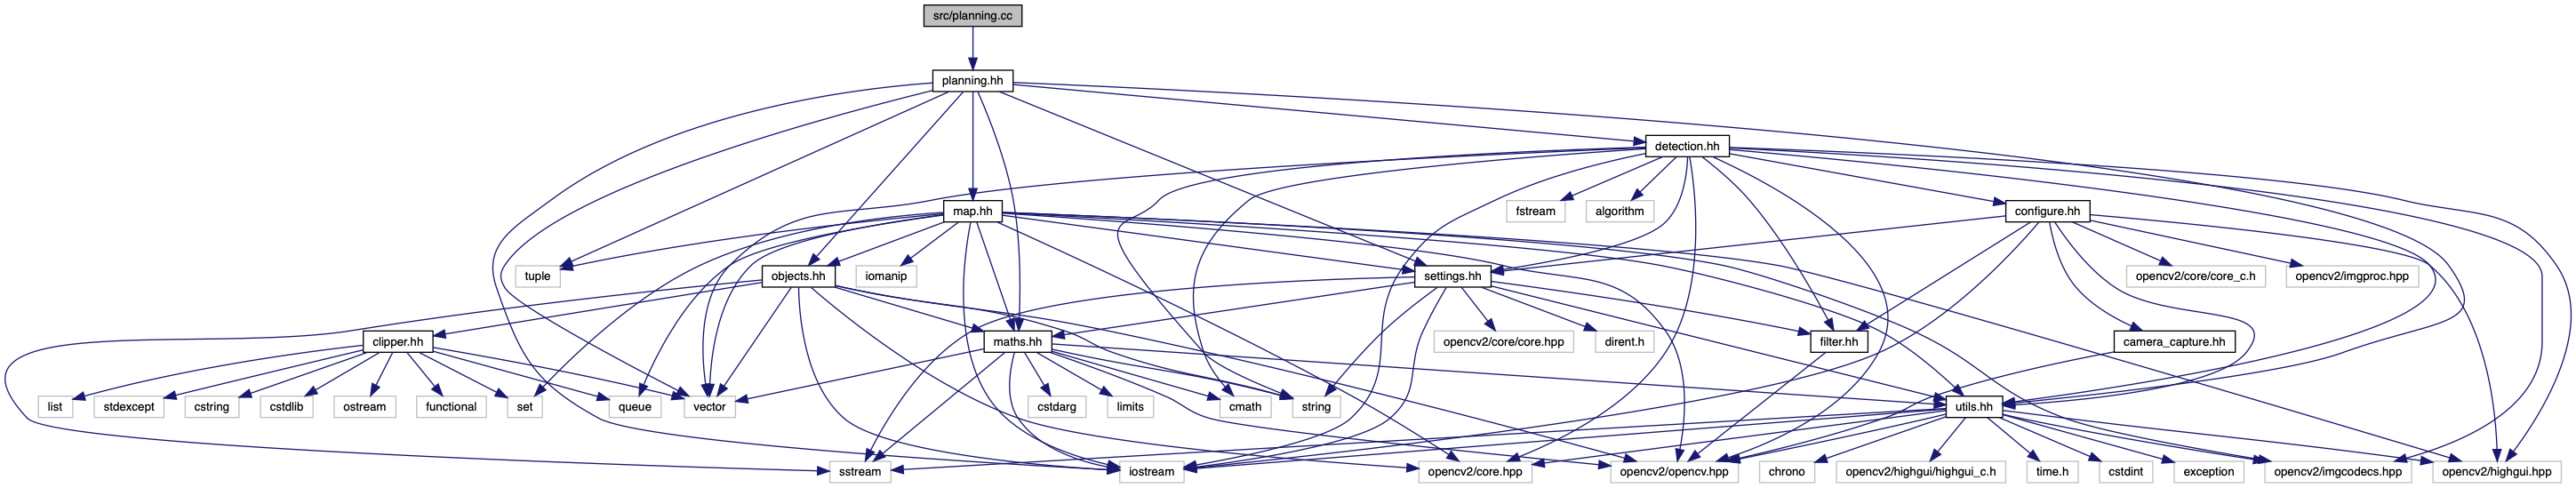 src/planning.cc
planning.hh
detection.hh
map.hh
fstream
algorithm
configure.hh
tuple
objects.hh
iomanip
settings.hh
opencv2/core/core_c.h
opencv2/imgproc.hpp
clipper.hh
maths.hh
opencv2/core/core.hpp
dirent.h
filter.hh
camera_capture.hh
list
stdexcept
cstring
cstdlib
ostream
functional
set
queue
vector
cstdarg
limits
cmath
string
utils.hh
sstream
iostream
opencv2/core.hpp
opencv2/opencv.hpp
chrono
opencv2/highgui/highgui_c.h
time.h
cstdint
exception
opencv2/imgcodecs.hpp
opencv2/highgui.hpp